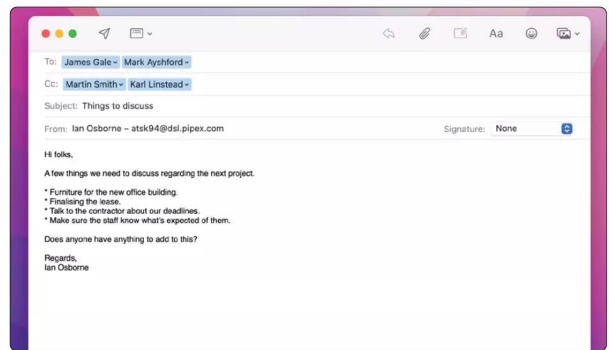 Aa
To: James Gale Mark Ayshford
Cc: Martin Smith Karl Linstead
Subject: Things to discuss
From: Ian Osborne – atsk94@dsl.pipex.com Signature: None
Hi folks,
A few things we need to discuss regarding the next project.
* Furniture for the new office building.
* Finalising the lease.
* Talk to the contractor about our deadlines.
* Make sure the staff know what's expected of them.
Does anyone have anything to add to this?
Regards,
Ian Osborne